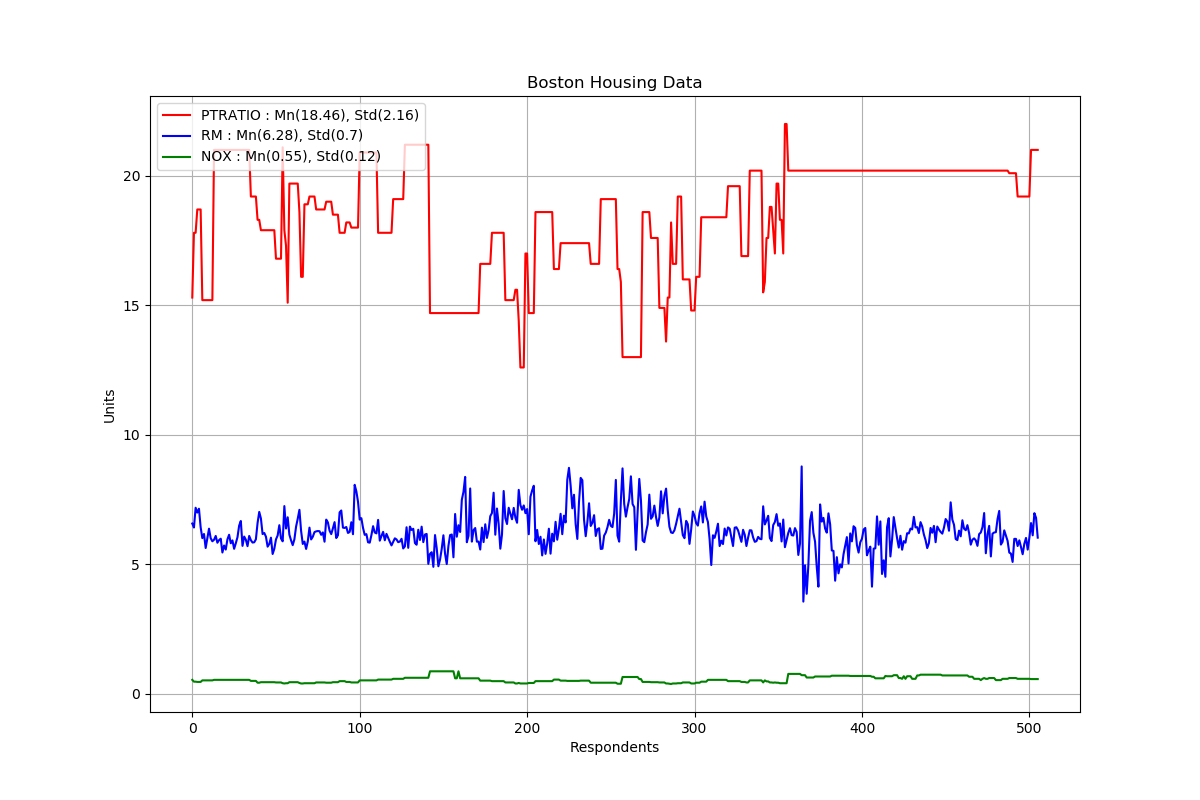 Boston Housing Data
PTRATIO : Mn(18.46), Std(2.16)
RM : Mn(6.28), Std(0.7)
NOX : Mn(0.55), Std(0.12)
20
15
10
5
0
Units
0 100 200 300 400 500
Respondents